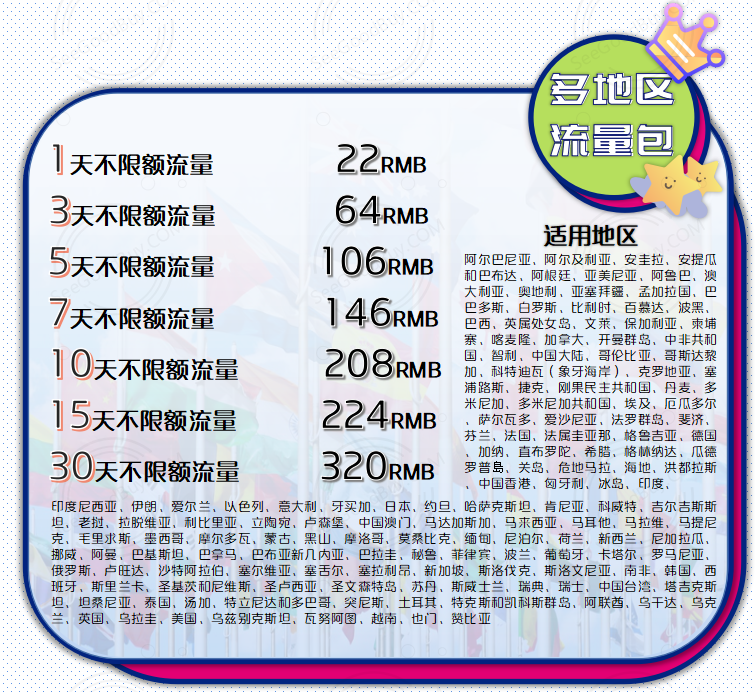 多地区
流量包
1天不限额流量 22RMB
3天不限额流量 64RMB
5天不限额流量 106RMB
7天不限额流量 146RMB
10天不限额流量 208RMB
15天不限额流量 224RMB
30天不限额流量 320RMB
适用地区
阿尔巴尼亚、阿尔及利亚、安圭拉、安提瓜
和巴布达、阿根廷、亚美尼亚、阿鲁巴、澳
大利亚、奥地利、亚塞拜疆、孟加拉国、巴
巴多斯、白罗斯、比利时、百慕达、波黑、
巴西、英属处女岛、文莱、保加利亚、柬埔
寨、喀麦隆、加拿大、开曼群岛、中非共和
国、智利、中国大陆、哥伦比亚、哥斯达黎
加、科特迪瓦（象牙海岸）、克罗地亚、塞
浦路斯、捷克、刚果民主共和国、丹麦、多
米尼加、多米尼加共和国、埃及、厄瓜多尔
、萨尔瓦多、爱沙尼亚、法罗群岛、斐济、
芬兰、法国、法属圭亚那、格鲁吉亚、德国
、加纳、直布罗陀、希腊、格林纳达、瓜德
罗普岛、关岛、危地马拉、海地、洪都拉斯
、中国香港、匈牙利、冰岛、印度、
印度尼西亚、伊朗、爱尔兰、以色列、意大利、牙买加、日本、约旦、哈萨克斯坦、肯尼亚、科威特、吉尔吉斯斯
坦、老挝、拉脱维亚、利比里亚、立陶宛、卢森堡、中国澳门、马达加斯加、马来西亚、马耳他、马拉维、马提尼
克、毛里求斯、墨西哥、摩尔多瓦、蒙古、黑山、摩洛哥、莫桑比克、缅甸、尼泊尔、荷兰、新西兰、尼加拉瓜、
挪威、阿曼、巴基斯坦、巴拿马、巴布亚新几内亚、巴拉圭、秘鲁、菲律宾、波兰、葡萄牙、卡塔尔、罗马尼亚、
俄罗斯、卢旺达、沙特阿拉伯、塞尔维亚、塞舌尔、塞拉利昂、新加坡、斯洛伐克、斯洛文尼亚、南非、韩国、西
班牙、斯里兰卡、圣基茨和尼维斯、圣卢西亚、圣文森特岛、苏丹、斯威士兰、瑞典、瑞士、中国台湾、塔吉克斯
坦、坦桑尼亚、泰国、汤加、特立尼达和多巴哥、突尼斯、土耳其、特克斯和凯科斯群岛、阿联酋、乌干达、乌克
兰、英国、乌拉圭、美国、乌兹别克斯坦、瓦努阿图、越南、也门、赞比亚